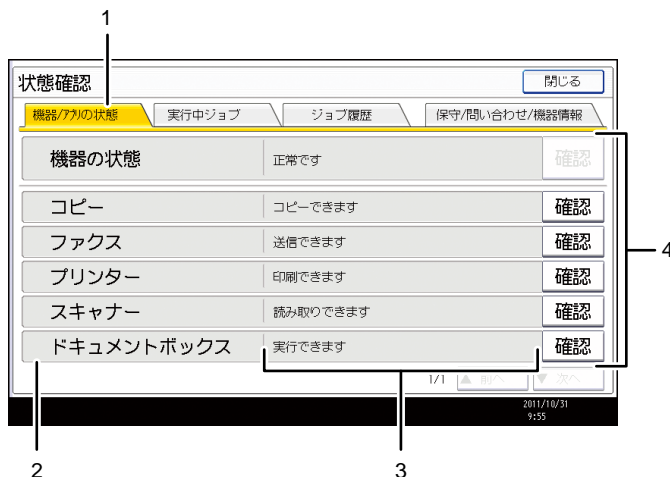 1
状態確認 閉じる
機器/ｱﾌﾟﾘの状態 実行中ジョブ ジョブ履歴 保守/問い合わせ/機器情報
機器の状態 正常です 確認
コピー コピーできます 確認
ファクス 送信できます 確認
4
プリンター 印刷できます 確認
スキャナー 読み取りできます 確認
ドキュメントボックス 実行できます 確認
1/1 ▲ 前へ ▼ 次へ
2011/10/31
9:55
2 3